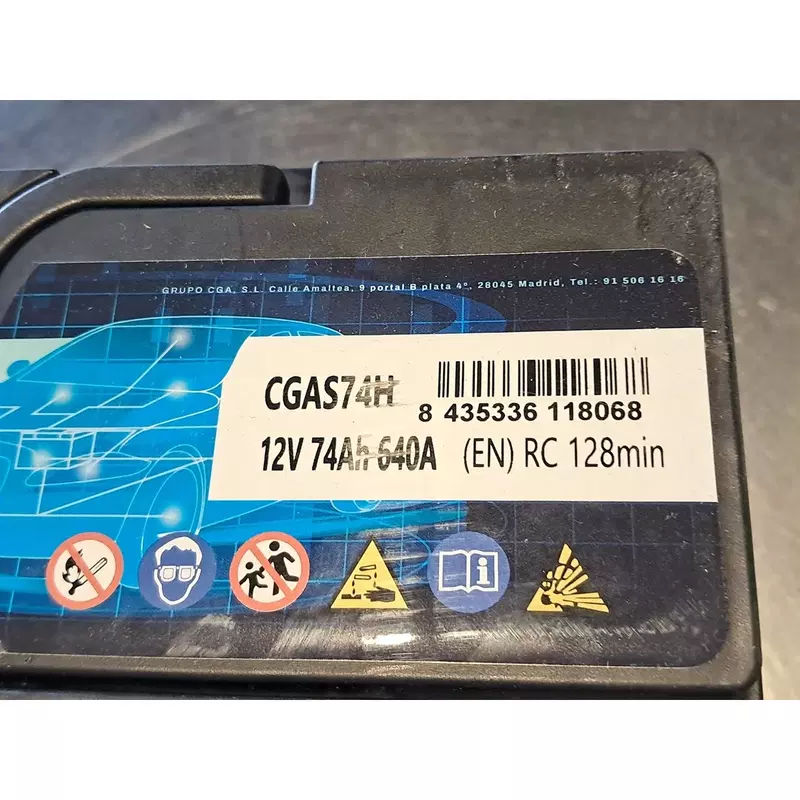 GRUPO CGA, S.L. Calle Amaltea, 9 portal B plata 4º, 28045 Madrid, Tel.: 91 506 16 16
CGAS74H
8 435336 118068
12V 74Ah 640A (EN) RC 128min